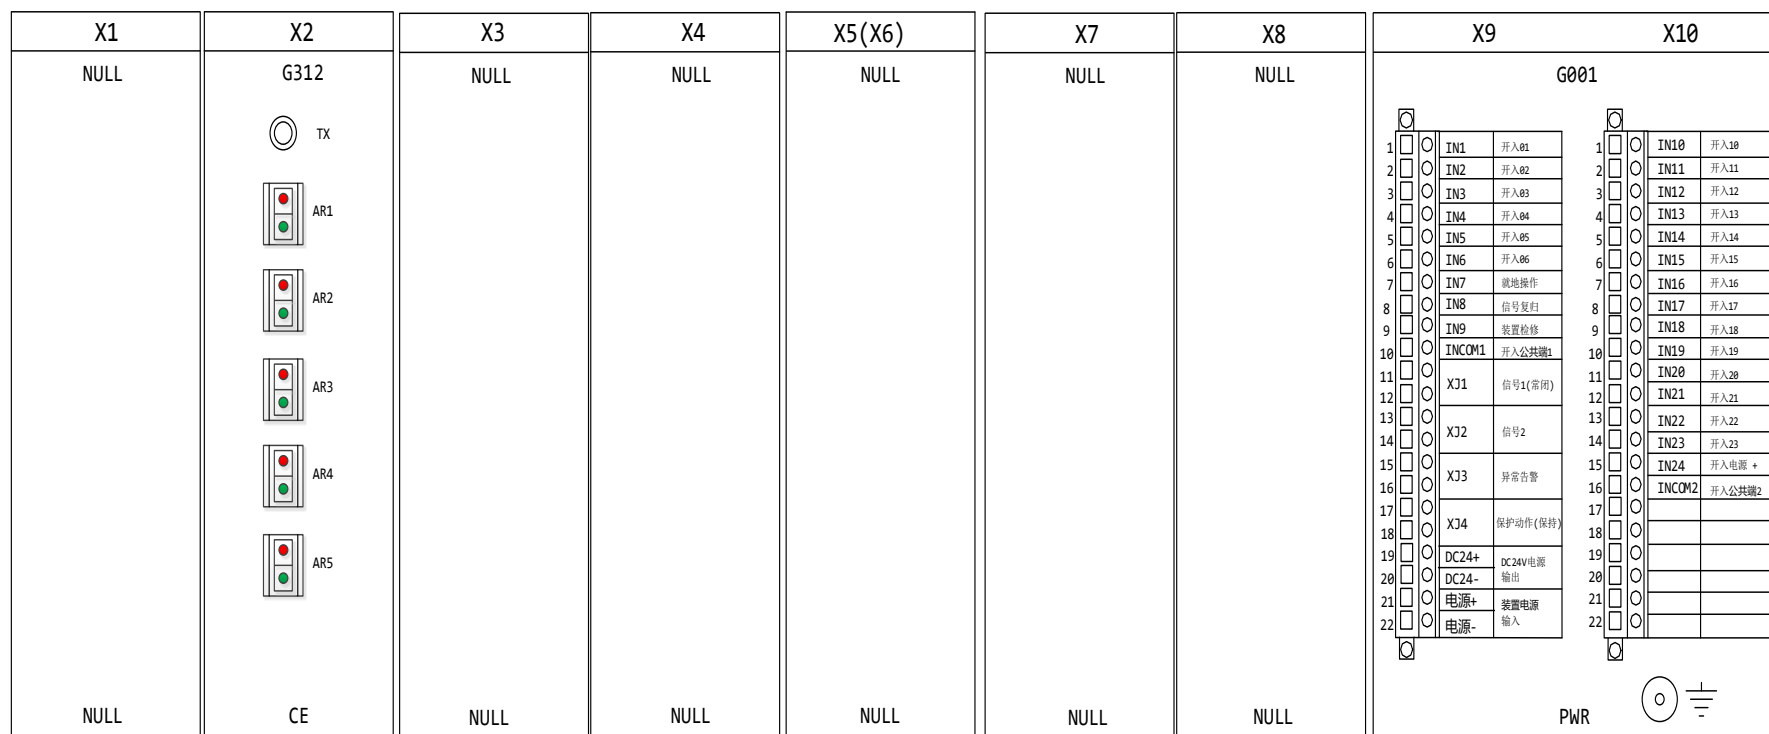 X1 X2 X3 X4 X5(X6) X7 X8 X9 X10
NULL G312 NULL NULL NULL NULL NULL G001
TX
AR1
AR2
AR3
AR4
AR5
1 IN1 开入01
2 IN2 开入02
3 IN3 开入03
4 IN4 开入04
5 IN5 开入05
6 IN6 开入06
7 IN7 就地操作
8 IN8 信号复归
9 IN9 装置检修
10 INCOM1 开入公共端1
11
12
XJ1 信号1(常闭)
13
14
XJ2 信号2
15
16
XJ3 异常告警
17
18
XJ4 保护动作(保持)
19 DC24+ DC24V电源
20 DC24- 输出
21 电源+ 装置电源
22 电源- 输入
1 IN10 开入10
2 IN11 开入11
3 IN12 开入12
4 IN13 开入13
5 IN14 开入14
6 IN15 开入15
7 IN16 开入16
8 IN17 开入17
9 IN18 开入18
10 IN19 开入19
11 IN20 开入20
12 IN21 开入21
13 IN22 开入22
14 IN23 开入23
15 IN24 开入电源 +
16 INCOM2 开入公共端2
17
18
19
20
21
22
NULL CE NULL NULL NULL NULL NULL PWR